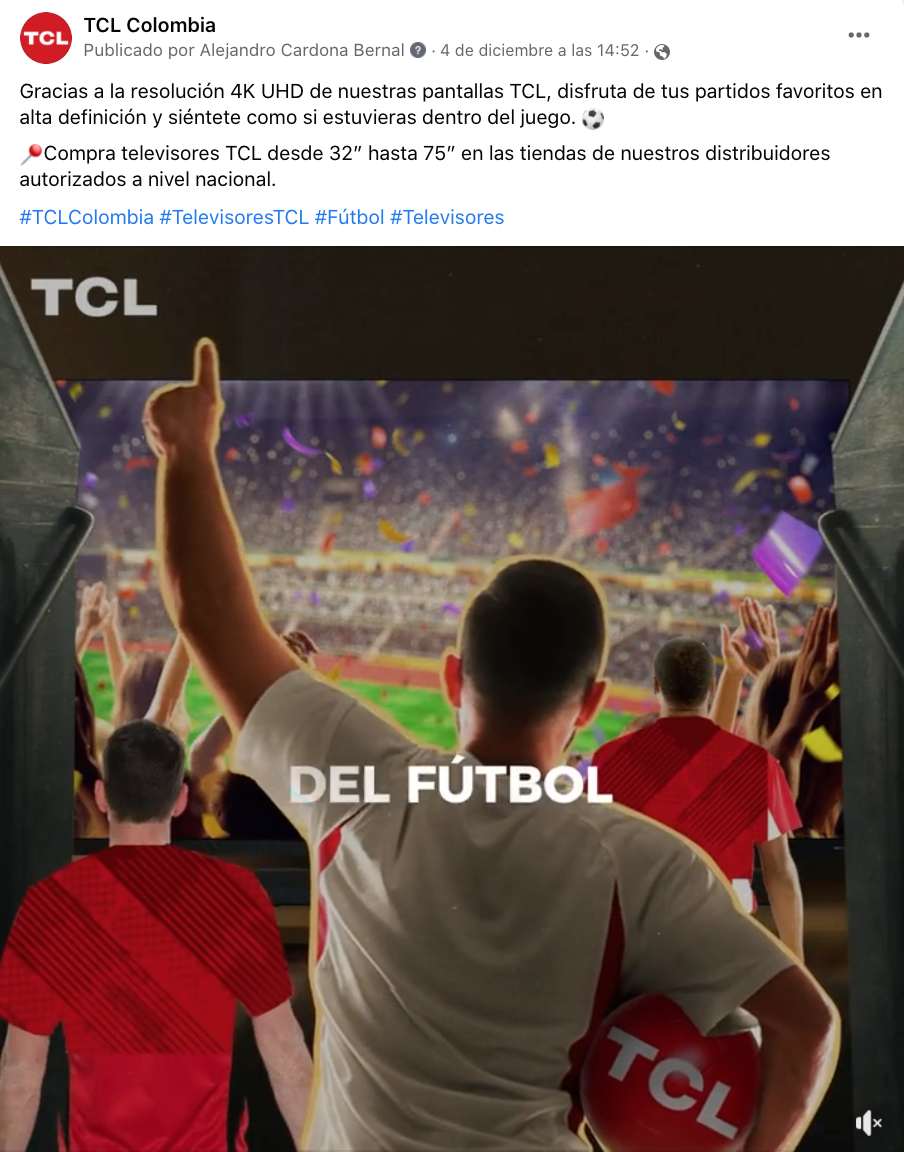 TCL
TCL Colombia
Publicado por Alejandro Cardona Bernal ? · 4 de diciembre a las 14:52 ·
Gracias a la resolución 4K UHD de nuestras pantallas TCL, disfruta de tus partidos favoritos en
alta definición y siéntete como si estuvieras dentro del juego. ⚽
📍Compra televisores TCL desde 32” hasta 75” en las tiendas de nuestros distribuidores
autorizados a nivel nacional.
#TCLColombia #TelevisoresTCL #Fútbol #Televisores
TCL
DEL FÚTBOL
TCL